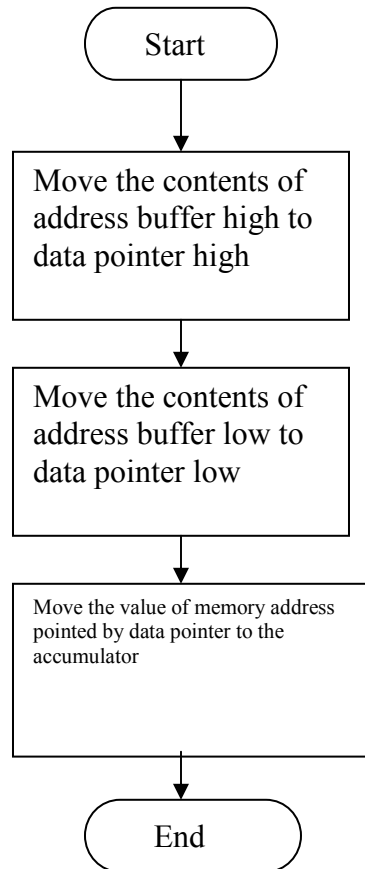 Start
Move the contents of
address buffer high to
data pointer high
Move the contents of
address buffer low to
data pointer low
Move the value of memory address
pointed by data pointer to the
accumulator
End